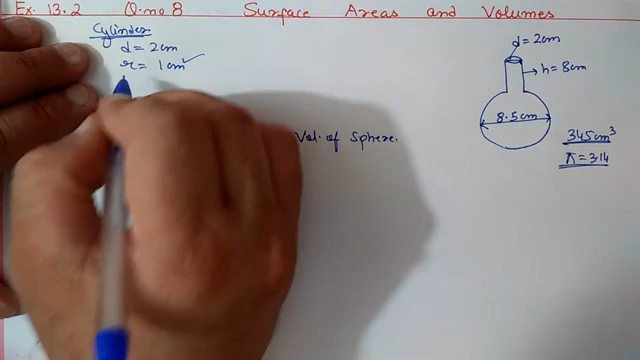 Ex. 13.2 Q.no 8 Surface Areas and Volumes
Cylinder
d = 2cm
r = 1cm
Vol. of Sphere.
d = 2cm
h = 8cm
8.5cm
345cm³
π = 3.14